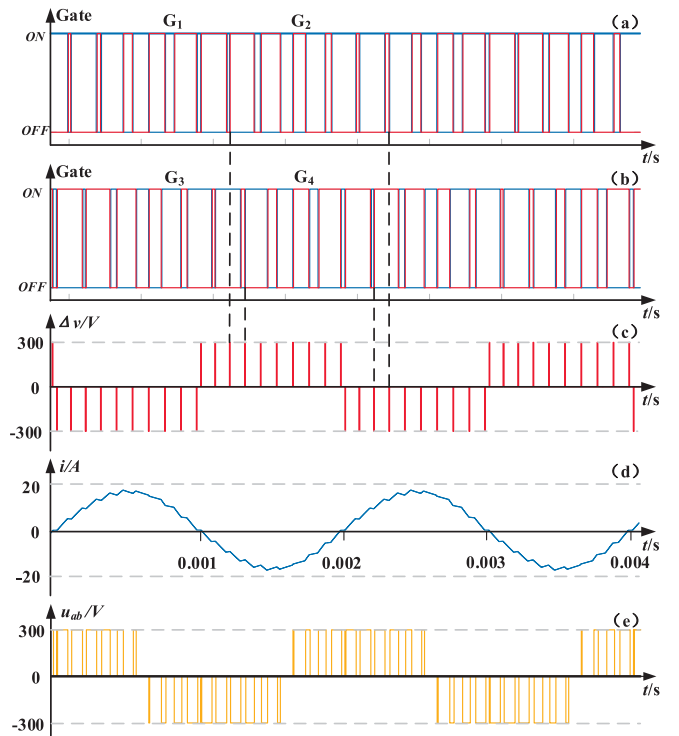 Gate G₁ G₂ (a)
ON
OFF
t/s
Gate
G₃ G₄ (b)
ON
OFF
t/s
Δv/V
(c)
300
0
t/s
-300
i/A (d)
20
0
t/s
0.001 0.002 0.003 0.004
-20
u_ab/V (e)
300
0
t/s
-300